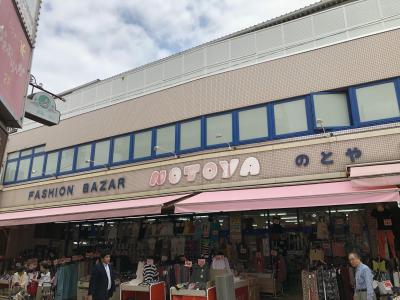 FASHION BAZAR NOTOYA のとや